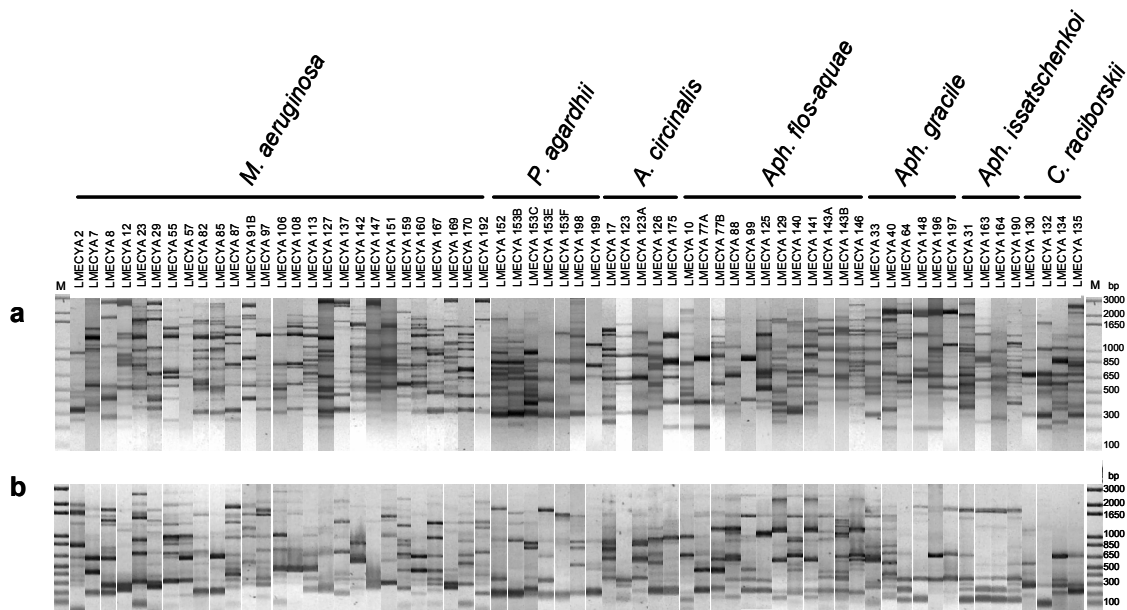 M. aeruginosa
P. agardhii
A. circinalis
Aph. flos-aquae
Aph. gracile
Aph. issatschenkoi
C. raciborskii
M
LMECYA 2
LMECYA 7
LMECYA 8
LMECYA 12
LMECYA 23
LMECYA 29
LMECYA 55
LMECYA 57
LMECYA 82
LMECYA 85
LMECYA 87
LMECYA 91B
LMECYA 97
LMECYA 106
LMECYA 108
LMECYA 113
LMECYA 127
LMECYA 137
LMECYA 142
LMECYA 147
LMECYA 151
LMECYA 159
LMECYA 160
LMECYA 167
LMECYA 169
LMECYA 170
LMECYA 192
LMECYA 152
LMECYA 153B
LMECYA 153C
LMECYA 153E
LMECYA 153F
LMECYA 198
LMECYA 199
LMECYA 17
LMECYA 123
LMECYA 123A
LMECYA 126
LMECYA 175
LMECYA 10
LMECYA 77A
LMECYA 77B
LMECYA 88
LMECYA 99
LMECYA 125
LMECYA 129
LMECYA 140
LMECYA 141
LMECYA 143A
LMECYA 143B
LMECYA 146
LMECYA 33
LMECYA 40
LMECYA 64
LMECYA 148
LMECYA 196
LMECYA 197
LMECYA 31
LMECYA 163
LMECYA 164
LMECYA 190
LMECYA 130
LMECYA 132
LMECYA 134
LMECYA 135
M
bp
a
3000
2000
1650
1000
850
650
500
300
100
b
bp
3000
2000
1650
1000
850
650
500
300
100